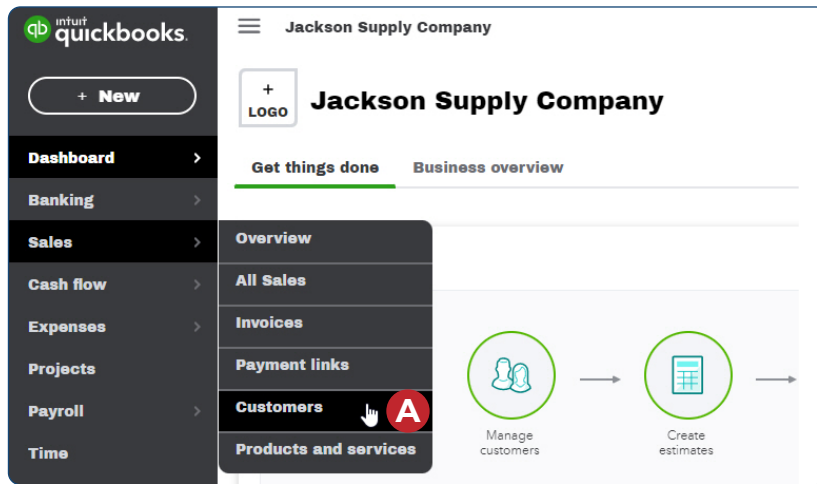 qb intuit
quickbooks.
+ New
Dashboard
Banking
Sales
Cash flow
Expenses
Projects
Payroll
Time
Jackson Supply Company
+
LOGO
Jackson Supply Company
Get things done
Business overview
Overview
All Sales
Invoices
Payment links
Customers
A
Products and services
Manage
customers
Create
estimates